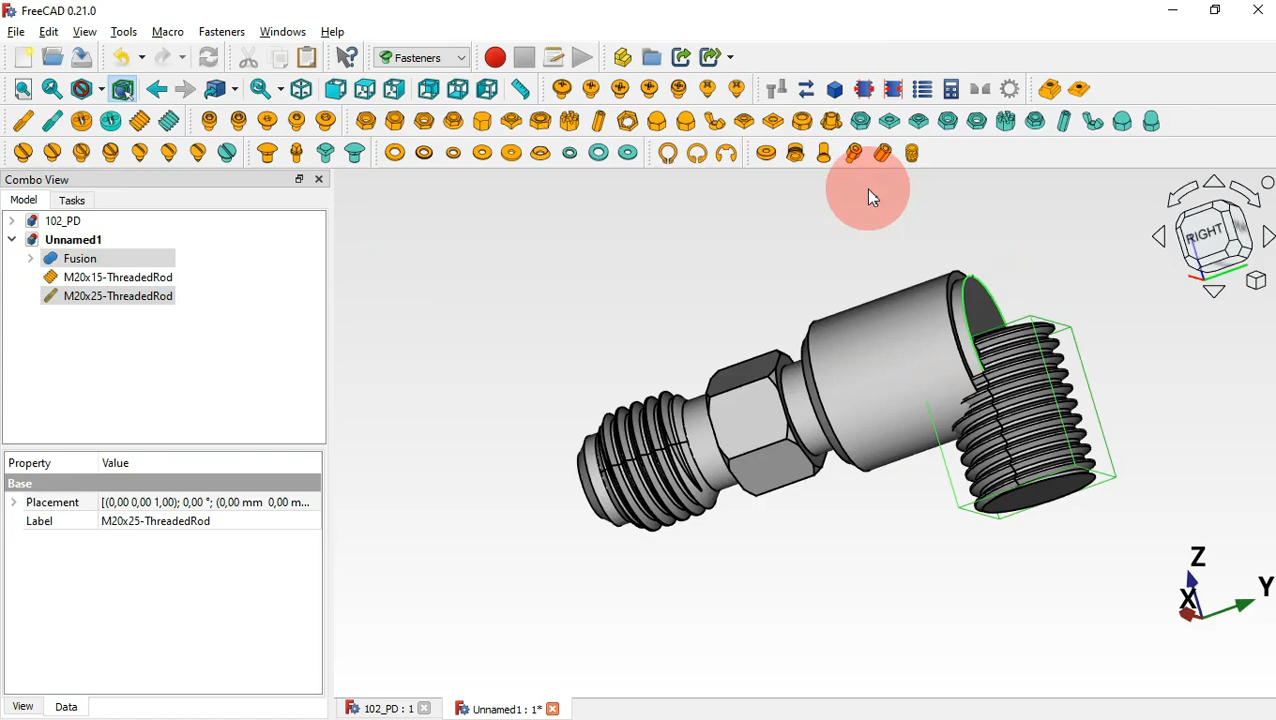 FreeCAD 0.21.0
File Edit View Tools Macro Fasteners Windows Help
Fasteners
Combo View
Model Tasks
102_PD
Unnamed1
Fusion
M20x15-ThreadedRod
M20x25-ThreadedRod
Property Value
Base
Placement [(0,00 0,00 1,00); 0,00 °; (0,00 mm 0,00 m...
Label M20x25-ThreadedRod
RIGHT
Z
Y
X
View Data
102_PD : 1
Unnamed1 : 1*